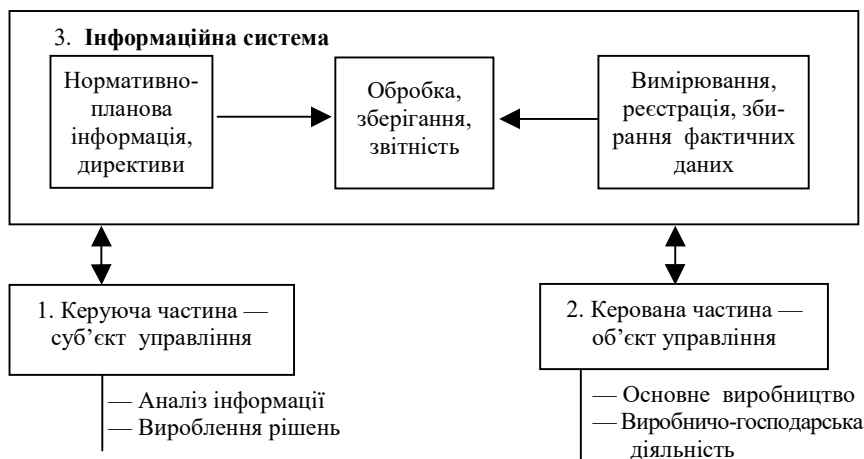 3. Інформаційна система
Нормативно-
планова
інформація,
директиви
Обробка,
зберігання,
звітність
Вимірювання,
реєстрація, зби-
рання фактичних
даних
1. Керуюча частина —
суб’єкт управління
— Аналіз інформації
— Вироблення рішень
2. Керована частина —
об’єкт управління
— Основне виробництво
— Виробничо-господарська
діяльність